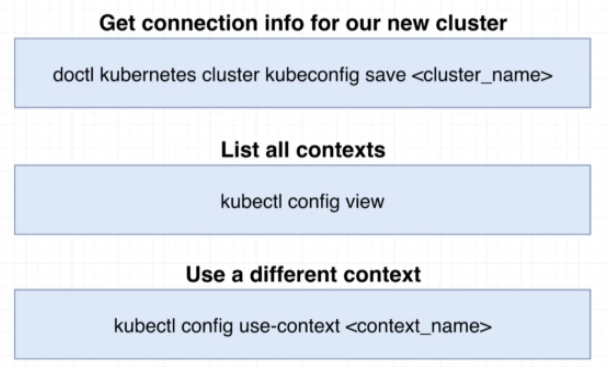 Get connection info for our new cluster
doctl kubernetes cluster kubeconfig save <cluster_name>
List all contexts
kubectl config view
Use a different context
kubectl config use-context <context_name>